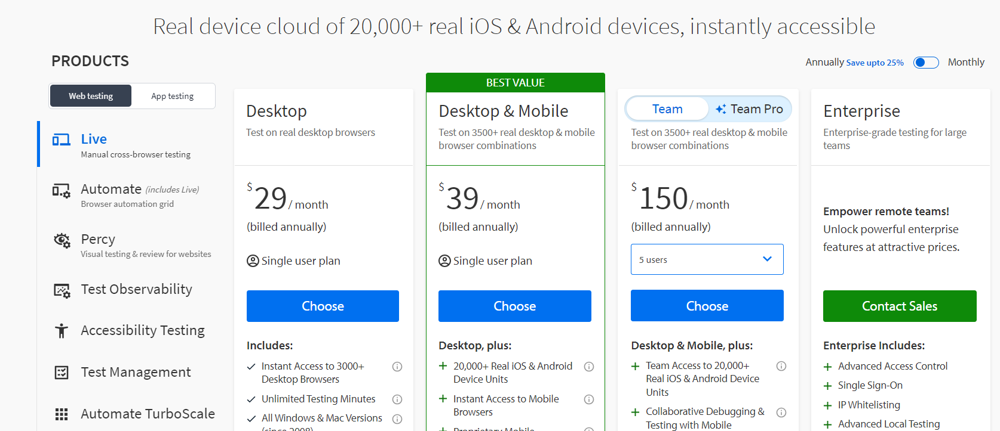 Real device cloud of 20,000+ real iOS & Android devices, instantly accessible
PRODUCTS
Annually Save upto 25% Monthly
Web testing App testing
Live
Manual cross-browser testing
Automate (includes Live)
Browser automation grid
Percy
Visual testing & review for websites
Test Observability
Accessibility Testing
Test Management
Automate TurboScale
Desktop
Test on real desktop browsers
$29/ month
(billed annually)
Single user plan
Choose
Includes:
Instant Access to 3000+
Desktop Browsers
Unlimited Testing Minutes
All Windows & Mac Versions
(since 2008)
BEST VALUE
Desktop & Mobile
Test on 3500+ real desktop & mobile
browser combinations
$39/ month
(billed annually)
Single user plan
Choose
Desktop, plus:
20,000+ Real iOS & Android
Device Units
Instant Access to Mobile
Browsers
Proprietary Mobile
Team Team Pro
Test on 3500+ real desktop & mobile
browser combinations
$150/ month
(billed annually)
5 users
Choose
Desktop & Mobile, plus:
Team Access to 20,000+
Real iOS & Android Device
Units
Collaborative Debugging &
Testing with Mobile
Enterprise
Enterprise-grade testing for large
teams
Empower remote teams!
Unlock powerful enterprise
features at attractive prices.
Contact Sales
Enterprise Includes:
Advanced Access Control
Single Sign-On
IP Whitelisting
Advanced Local Testing